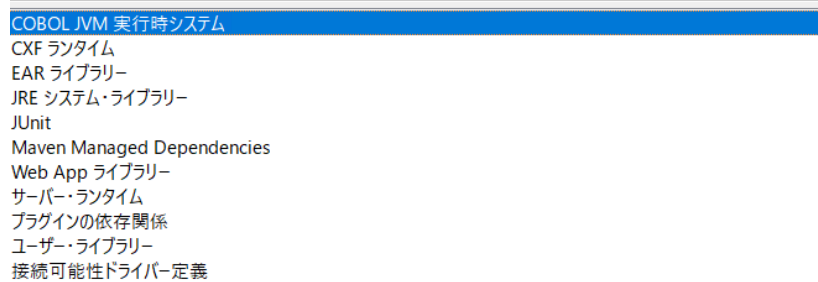 COBOL JVM 実行時システム
CXF ランタイム
EAR ライブラリー
JRE システム・ライブラリー
JUnit
Maven Managed Dependencies
Web App ライブラリー
サーバー・ランタイム
プラグインの依存関係
ユーザー・ライブラリー
接続可能性ドライバー定義